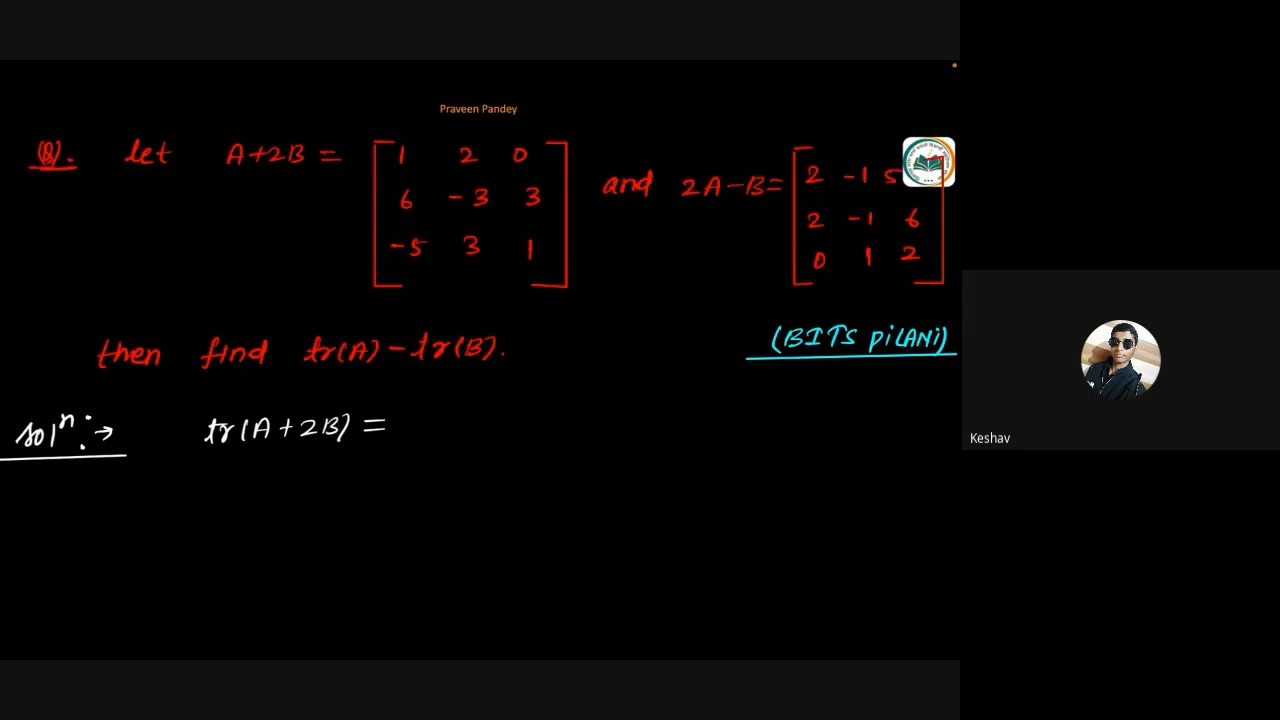 Praveen Pandey
(Q). let A+2B = [ 1 2 0 and 2A-B= [ 2 -1 5
6 -3 3 2 -1 6
-5 3 1 ] 0 1 2 ]
then find tr(A)-tr(B).
(BITS PiLANi)
soln:→ tr(A+2B) =
Keshav